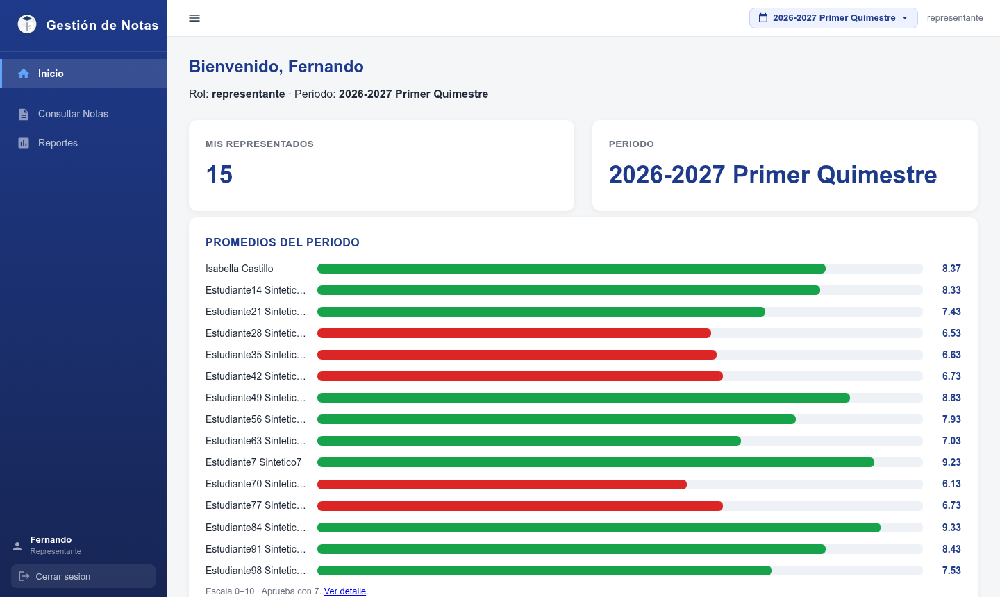 Gestión de Notas
2026-2027 Primer Quimestre
representante
Inicio
Consultar Notas
Reportes
Bienvenido, Fernando
Rol: representante · Periodo: 2026-2027 Primer Quimestre
MIS REPRESENTADOS
15
PERIODO
2026-2027 Primer Quimestre
PROMEDIOS DEL PERIODO
Isabella Castillo 8.37
Estudiante14 Sintetic... 8.33
Estudiante21 Sintetic... 7.43
Estudiante28 Sintetic... 6.53
Estudiante35 Sintetic... 6.63
Estudiante42 Sintetic... 6.73
Estudiante49 Sintetic... 8.83
Estudiante56 Sintetic... 7.93
Estudiante63 Sintetic... 7.03
Estudiante7 Sintetico7 9.23
Estudiante70 Sintetic... 6.13
Estudiante77 Sintetic... 6.73
Estudiante84 Sintetic... 9.33
Estudiante91 Sintetic... 8.43
Estudiante98 Sintetic... 7.53
Escala 0–10 · Aprueba con 7. Ver detalle.
Fernando
Representante
Cerrar sesion